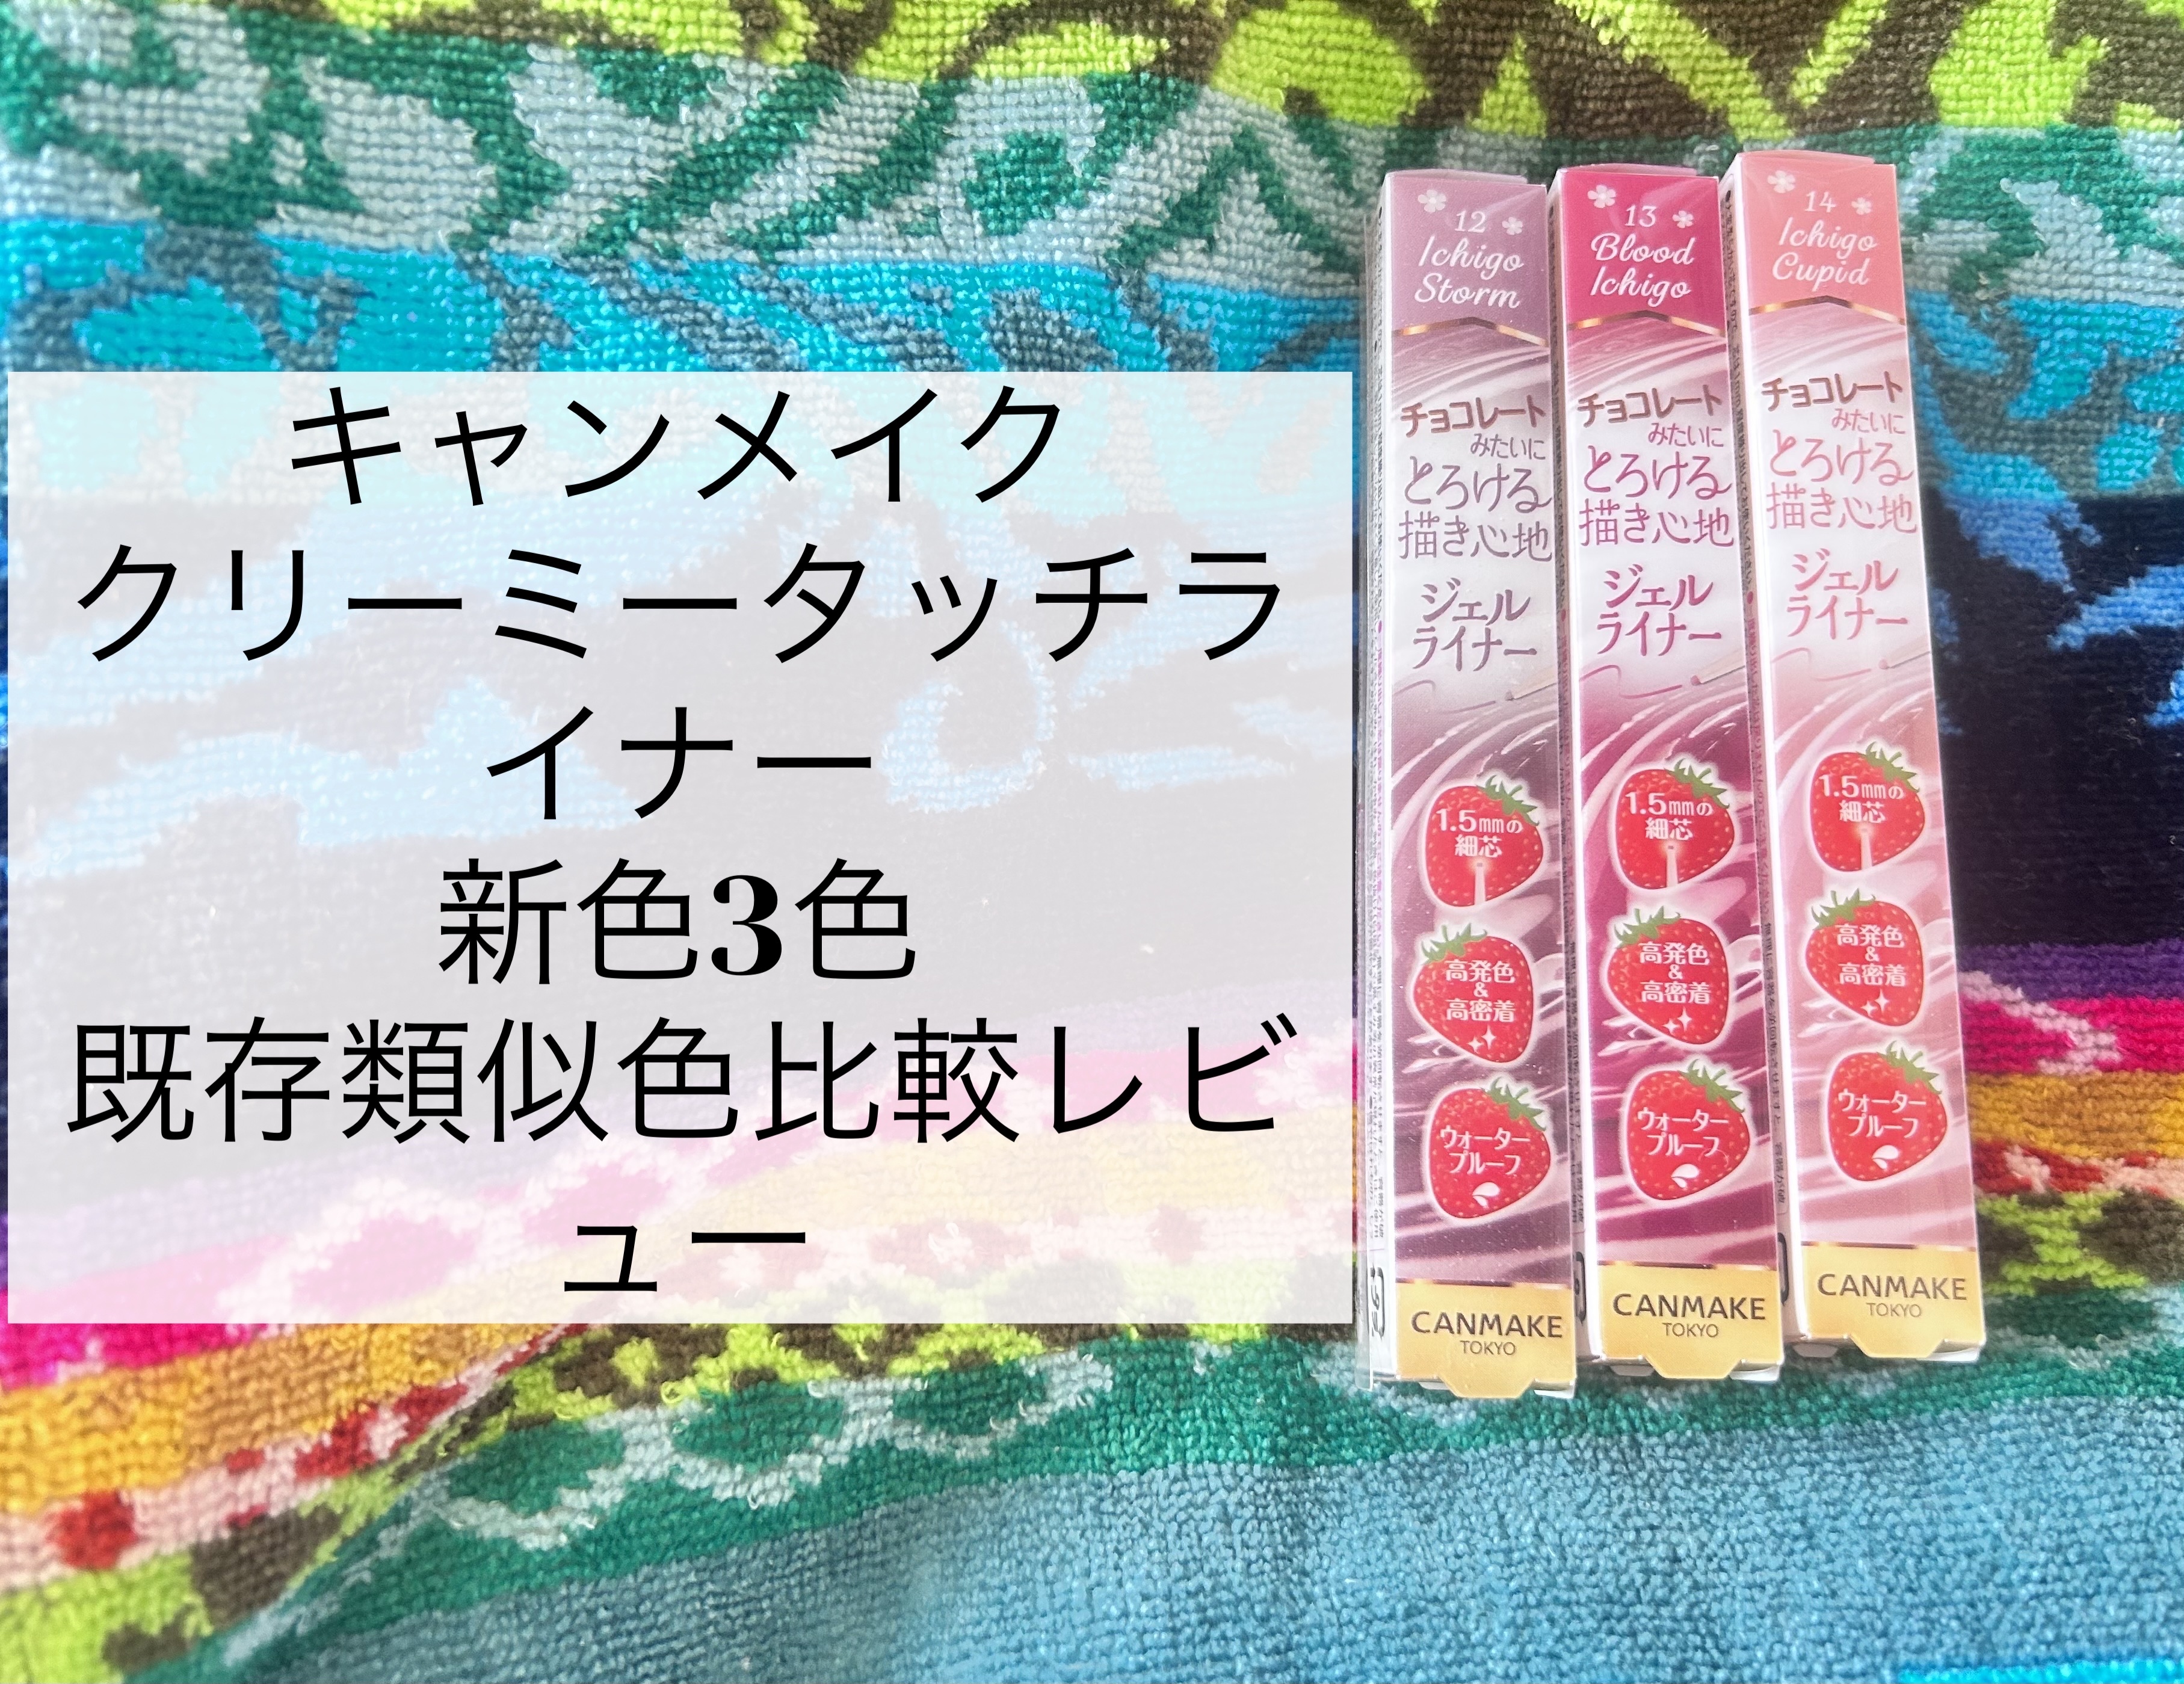 キャンメイク
クリーミータッチラ
イナー
新色3色
既存類似色比較レビ
ュー
12
Ichigo
Storm
チョコレート
みたいに
とろける
描き心地
ジェル
ライナー
1.5mmの
細芯
高発色
&
高密着
ウォーター
プルーフ
CANMAKE
TOKYO
13
Blood
Ichigo
チョコレート
みたいに
とろける
描き心地
ジェル
ライナー
1.5mmの
細芯
高発色
&
高密着
ウォーター
プルーフ
CANMAKE
TOKYO
14
Ichigo
Cupid
チョコレート
みたいに
とろける
描き心地
ジェル
ライナー
1.5mmの
細芯
高発色
&
高密着
ウォーター
プルーフ
CANMAKE
TOKYO